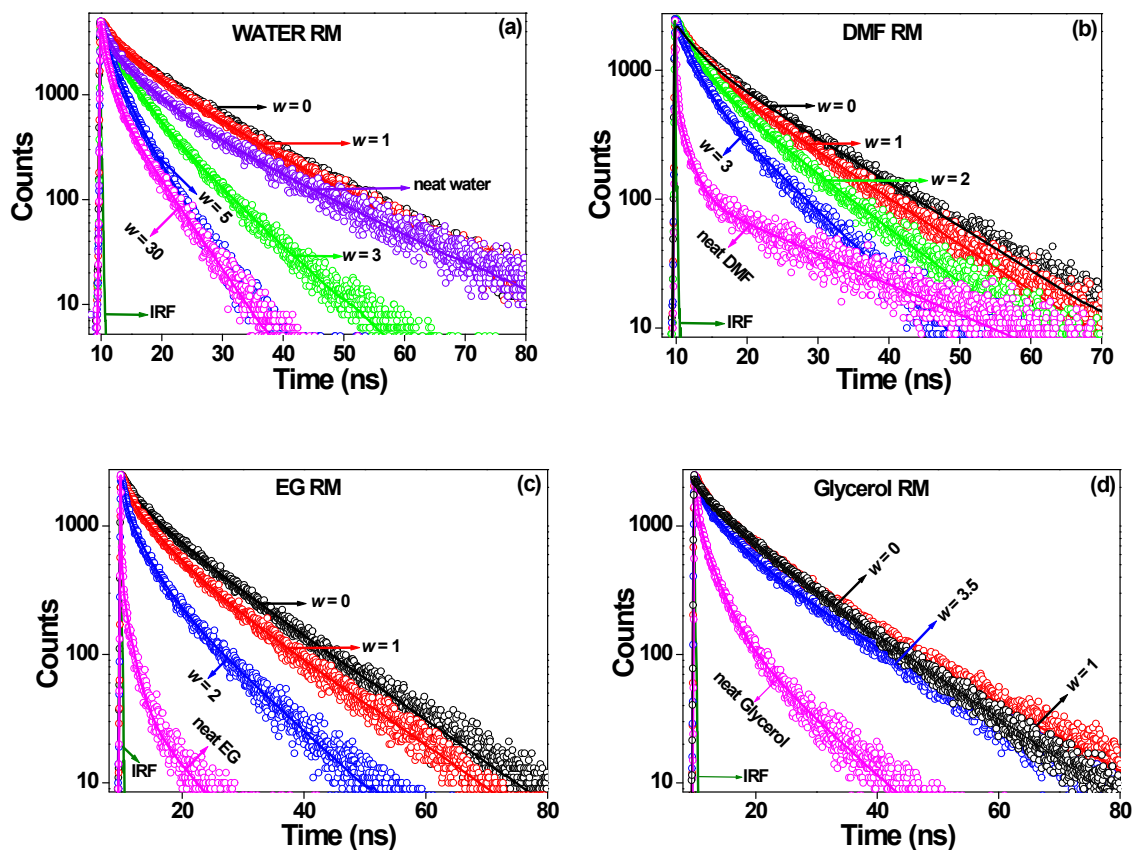 WATER RM
(a)
w = 0
w = 1
neat water
w = 5
w = 30
w = 3
IRF
Counts
1000
100
10
10 20 30 40 50 60 70 80
Time (ns)
DMF RM
(b)
w = 0
w = 1
w = 3
w = 2
neat DMF
IRF
Counts
1000
100
10
10 20 30 40 50 60 70
Time (ns)
EG RM
(c)
w = 0
w = 1
w = 2
neat EG
IRF
Counts
1000
100
10
20 40 60 80
Time (ns)
Glycerol RM
(d)
w = 0
w = 3.5
w = 1
neat Glycerol
IRF
Counts
1000
100
10
20 40 60 80
Time (ns)